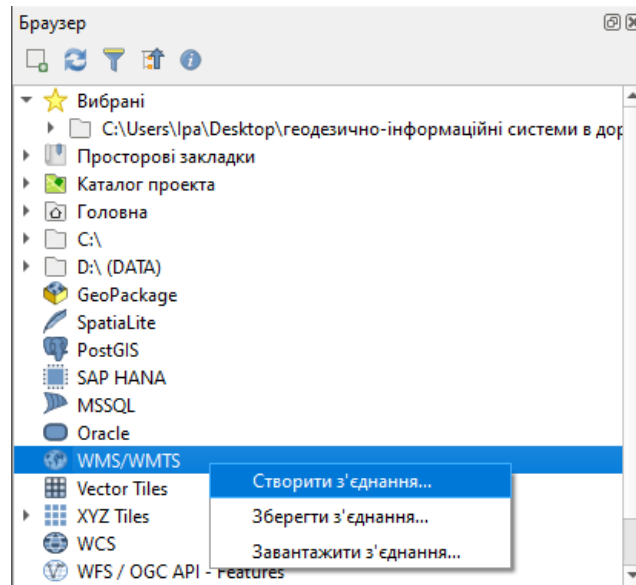 Браузер
Вибрані
C:\Users\Ira\Desktop\геодезично-інформаційні системи в дор
Просторові закладки
Каталог проекта
Головна
C:\
D:\ (DATA)
GeoPackage
SpatiaLite
PostGIS
SAP HANA
MSSQL
Oracle
WMS/WMTS
Створити з'єднання...
Vector Tiles
Зберегти з'єднання...
XYZ Tiles
WCS
Завантажити з'єднання...
WFS / OGC API - Features